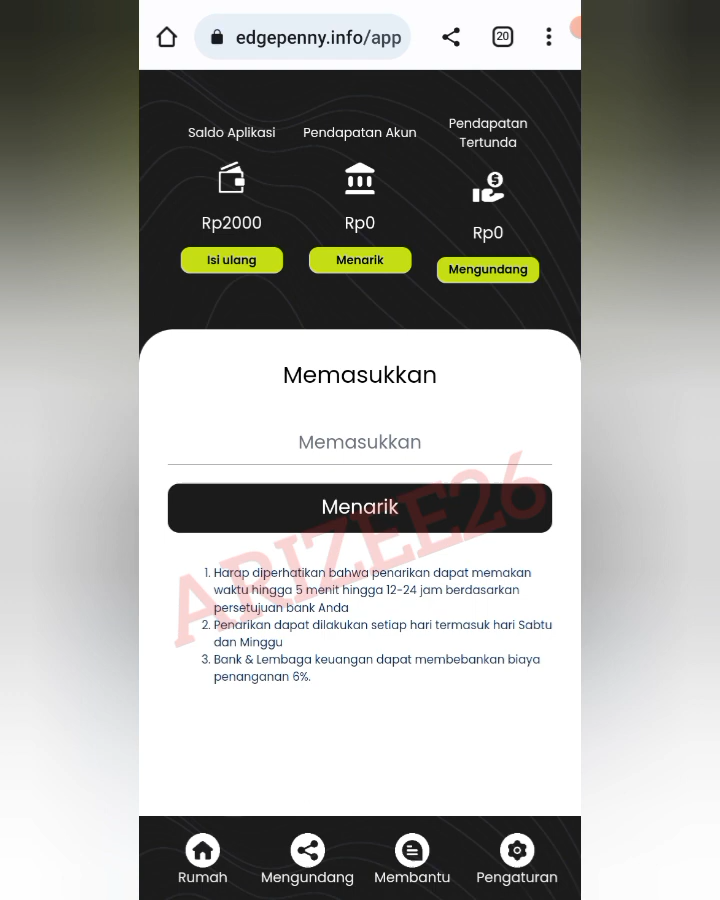 edgepenny.info/app
20
Saldo Aplikasi
Pendapatan Akun
Pendapatan
Tertunda
Rp2000
Rp0
Rp0
Isi ulang
Menarik
Mengundang
Memasukkan
Memasukkan
Menarik
ARIZEE26
1. Harap diperhatikan bahwa penarikan dapat memakan
waktu hingga 5 menit hingga 12-24 jam berdasarkan
persetujuan bank Anda
2. Penarikan dapat dilakukan setiap hari termasuk hari Sabtu
dan Minggu
3. Bank & Lembaga keuangan dapat membebankan biaya
penanganan 6%.
Rumah
Mengundang
Membantu
Pengaturan